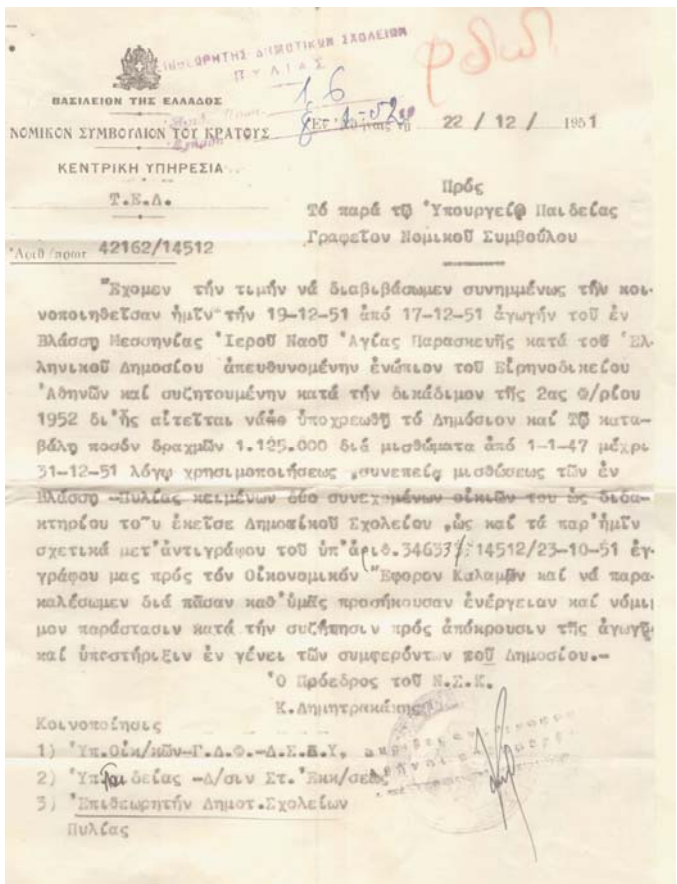 ΕΠΙΘΕΩΡΗΤΗΣ ΔΗΜΟΤΙΚΩΝ ΣΧΟΛΕΙΩΝ
ΠΥΛΙΑΣ
16
ΒΑΣΙΛΕΙΟΝ ΤΗΣ ΕΛΛΑΔΟΣ
ΝΟΜΙΚΟΝ ΣΥΜΒΟΥΛΙΟΝ ΤΟΥ ΚΡΑΤΟΥΣ
22 / 12 / 1951
ΚΕΝΤΡΙΚΗ ΥΠΗΡΕΣΙΑ
Τ.Ε.Δ.
Πρός
Τό παρά τῷ Ὑπουργείῳ Παιδείας
Γραφεῖον Νομικοῦ Συμβούλου
Ἀριθ/πρωτ 42162/14512
Ἔχομεν τήν τιμήν νά διαβιβάσωμεν συνημμένως τήν κοι-
νοποιηθεῖσαν ἡμῖν τήν 19-12-51 ἀπό 17-12-51 ἀγωγήν τοῦ ἐν
Βλάσῃ Μεσσηνίας Ἱεροῦ Ναοῦ Ἁγίας Παρασκευῆς κατά τοῦ Ἑλ-
ληνικοῦ Δημοσίου ἀπευθυνομένην ἐνώπιον τοῦ Εἰρηνοδικείου
Ἀθηνῶν καί συζητουμένην κατά τήν δικάσιμον τῆς 2ας Φ/ρίου
1952 δι'ἧς αἰτεῖται νά ὑποχρεωθῇ τό Δημόσιον καί Τῷ κατα-
βάλῃ ποσόν δραχμῶν 1.125.000 διά μισθώματα ἀπό 1-1-47 μέχρι
31-12-51 λόγῳ χρησιμοποιήσεως ,συνεπείᾳ μισθώσεως τῶν ἐν
Βλάσῃ -Πυλίας κειμένων δύο συνεχομένων οἰκιῶν του ὡς διδα-
κτηρίου το~υ ἐκεῖσε Δημοτικοῦ Σχολείου ,ὡς καί τά παρ'ἡμῖν
σχετικά μετ'ἀντιγράφου τοῦ ὑπ'ἀριθ.346333/14512/23-10-51 ἐγ-
γράφου μας πρός τόν Οἰκονομικόν Ἔφορον Καλαμῶν καί νά παρα-
καλέσωμεν διά πᾶσαν καθ'ὑμᾶς προσήκουσαν ἐνέργειαν καί νόμι-
μον παράστασιν κατά τήν συζήτησιν πρός ἀπόκρουσιν τῆς ἀγωγῆς
καί ὑποστήριξιν ἐν γένει τῶν συμφερόντων τοῦ Δημοσίου.-
Ὁ Πρόεδρος τοῦ Ν.Σ.Κ.
Κ.Δημητρακάκης
Κοινοποίησις
1) Ὑπ.Οἰκ/κῶν-Γ.Δ.Φ.-Δ.Σ.Ε.Υ,
2) Ὑπ Παιδείας -Δ/σιν Στ.Ἐκκ/σεως
3) Ἐπιθεωρητήν Δημοτ.Σχολείων
Πυλίας